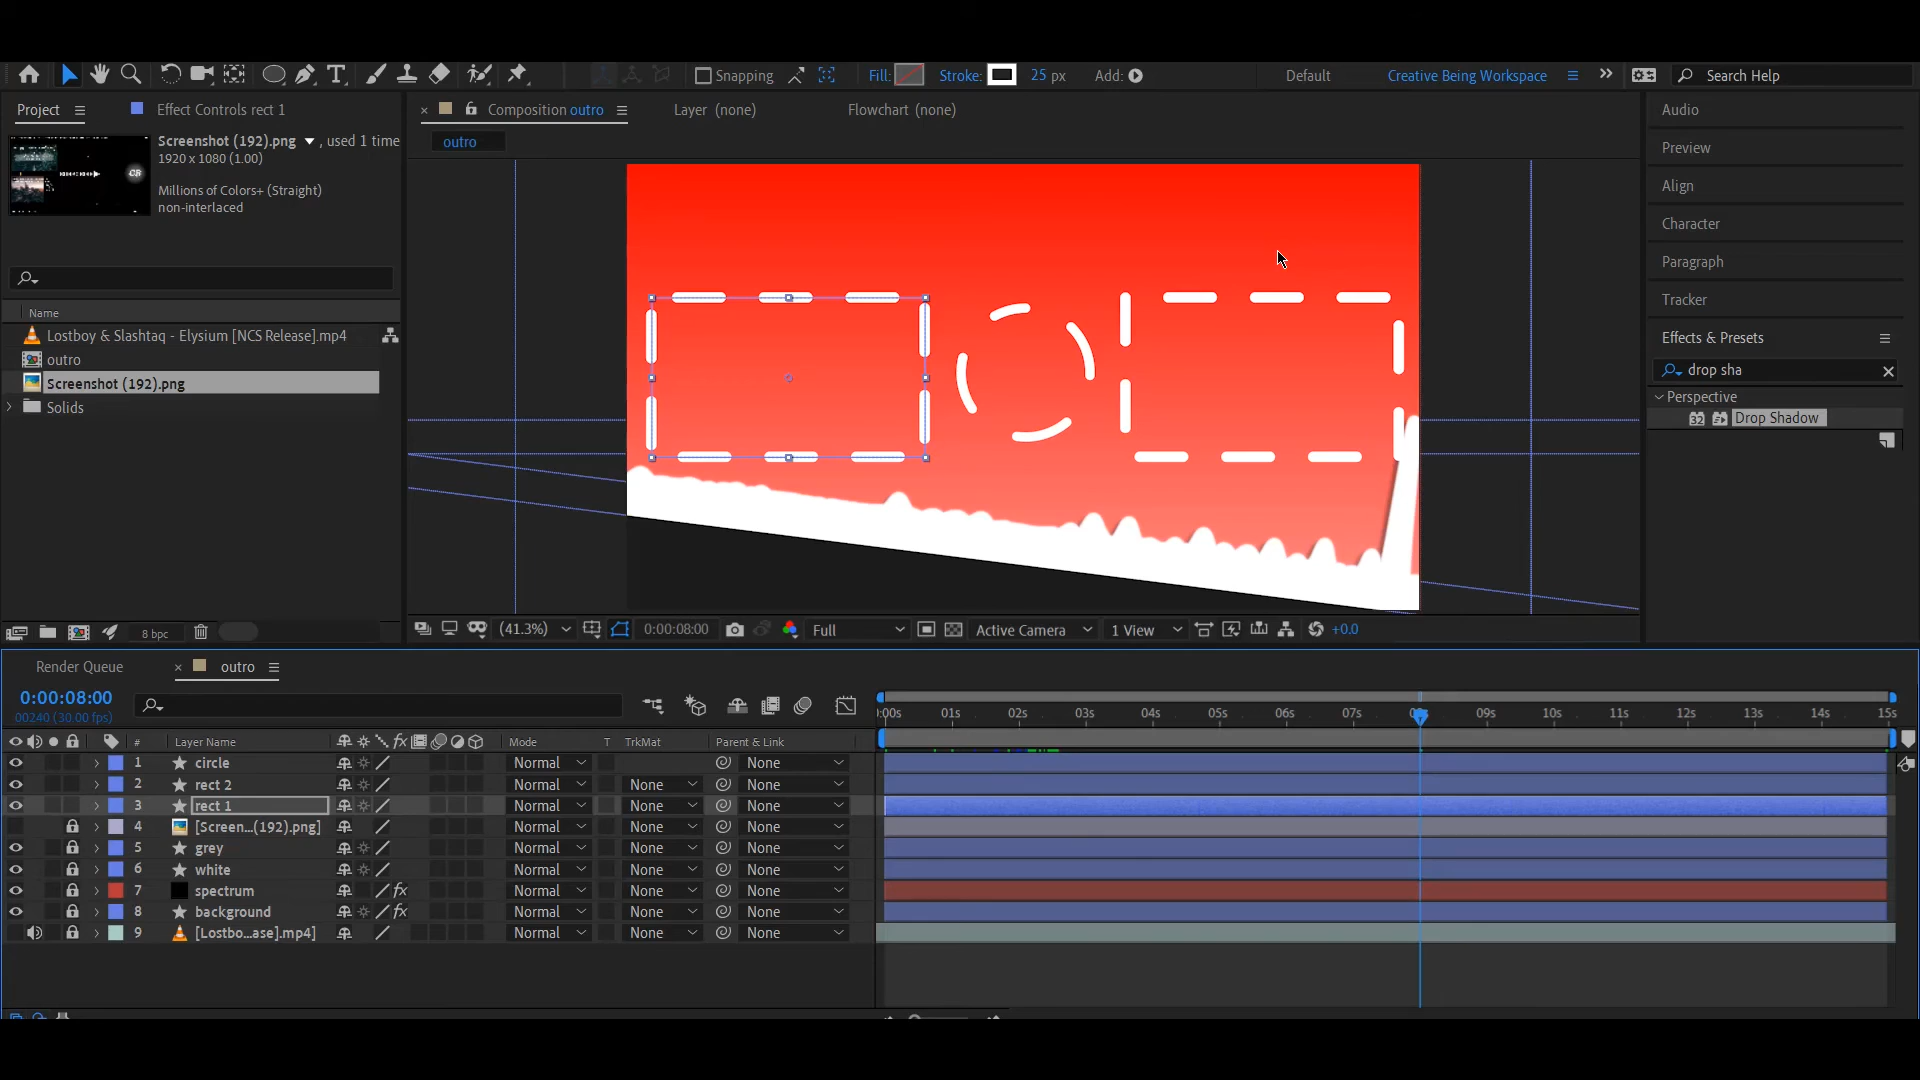 Snapping
Fill:
Stroke:
25 px
Add:
Default
Creative Being Workspace
Search Help
Project
Effect Controls rect 1
Composition outro
Layer (none)
Flowchart (none)
Audio
Screenshot (192).png
, used 1 time
1920 x 1080 (1.00)
Millions of Colors+ (Straight)
non-interlaced
CB
outro
Preview
Align
Character
Paragraph
Tracker
Effects & Presets
drop sha
Perspective
32
Drop Shadow
Name
Lostboy & Slashtaq - Elysium [NCS Release].mp4
outro
Screenshot (192).png
Solids
8 bpc
(41.3%)
0:00:08:00
Full
Active Camera
1 View
+0.0
Render Queue
outro
0:00:08:00
00240 (30.00 fps)
:00s 01s 02s 03s 04s 05s 06s 07s 09s 10s 11s 12s 13s 14s 15s
# Layer Name fx Mode T TrkMat Parent & Link
1 circle Normal None
2 rect 2 Normal None None
3 rect 1 Normal None None
4 [Screen...(192).png] Normal None None
5 grey Normal None None
6 white Normal None None
7 spectrum fx Normal None None
8 background fx Normal None None
9 [Lostbo...ase].mp4] Normal None None